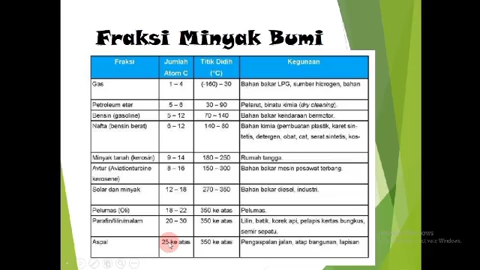 Fraksi Minyak Bumi
Fraksi Jumlah Atom C Titik Didih (°C) Kegunaan
Gas 1 – 4 (-160) – 30 Bahan bakar LPG, sumber hidrogen, bahan
Petroleum eter 5 – 6 30 – 90 Pelarut, binatu kimia (dry cleaning).
Bensin (gasoline) 5 – 12 70 – 140 Bahan bakar kendaraan bermotor.
Nafta (bensin berat) 6 – 12 140 – 180 Bahan kimia (pembuatan plastik, karet sin-
tetis, detergen, obat, cat, serat sintetis, kos-
Minyak tanah (kerosin) 9 – 14 180 – 250 Rumah tangga.
Avtur (Aviationturbine kerosene) 8 – 16 150 – 300 Bahan bakar mesin pesawat terbang.
Solar dan minyak 12 – 18 270 – 350 Bahan bakar diesel, industri.
Pelumas (Oli) 18 – 22 350 ke atas Pelumas.
Parafin/lilin/malam 20 – 30 350 ke atas Lilin, batik, korek api, pelapis kertas bungkus,
semir sepatu.
Aspal 25 ke atas 350 ke atas Pengaspalan jalan, atap bangunan, lapisan